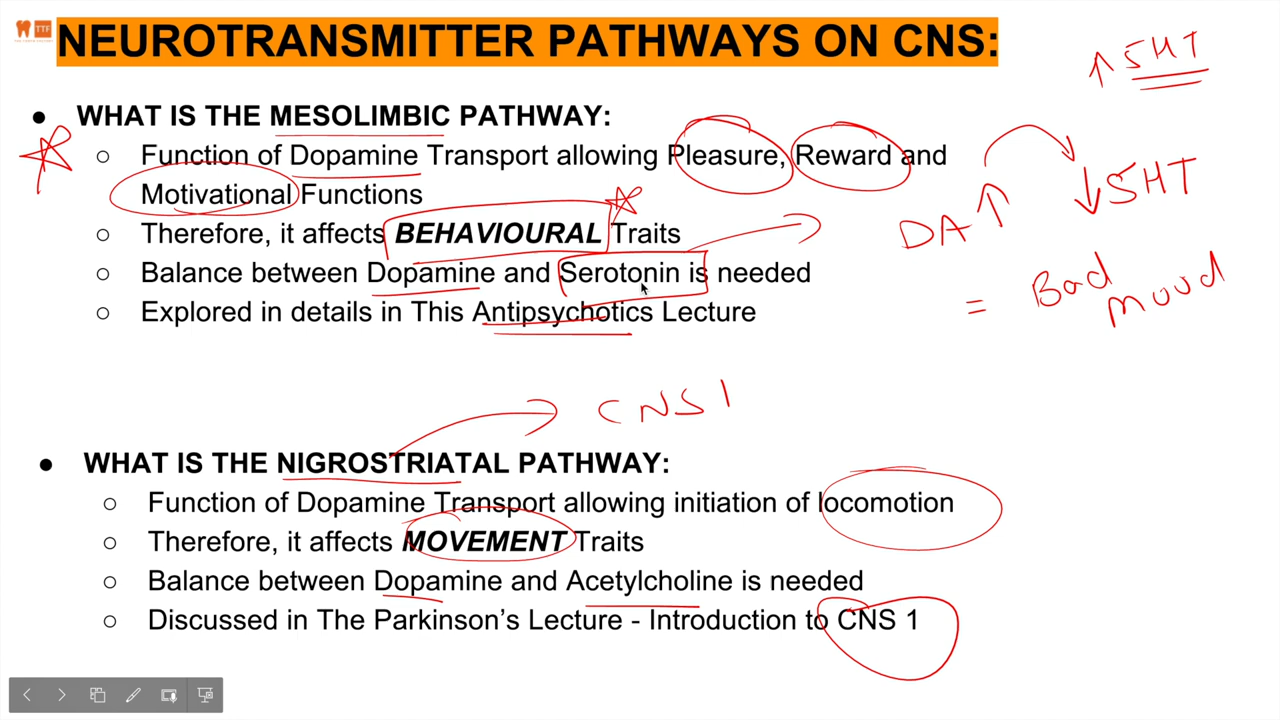 TTF
NEUROTRANSMITTER PATHWAYS ON CNS:
↑ 5HT
● WHAT IS THE MESOLIMBIC PATHWAY:
○ Function of Dopamine Transport allowing Pleasure, Reward and
Motivational Functions
○ Therefore, it affects BEHAVIOURAL Traits
○ Balance between Dopamine and Serotonin is needed
○ Explored in details in This Antipsychotics Lecture
DA ↑ ↓ 5HT
= Bad
mood
CNS 1
● WHAT IS THE NIGROSTRIATAL PATHWAY:
○ Function of Dopamine Transport allowing initiation of locomotion
○ Therefore, it affects MOVEMENT Traits
○ Balance between Dopamine and Acetylcholine is needed
○ Discussed in The Parkinson's Lecture - Introduction to CNS 1